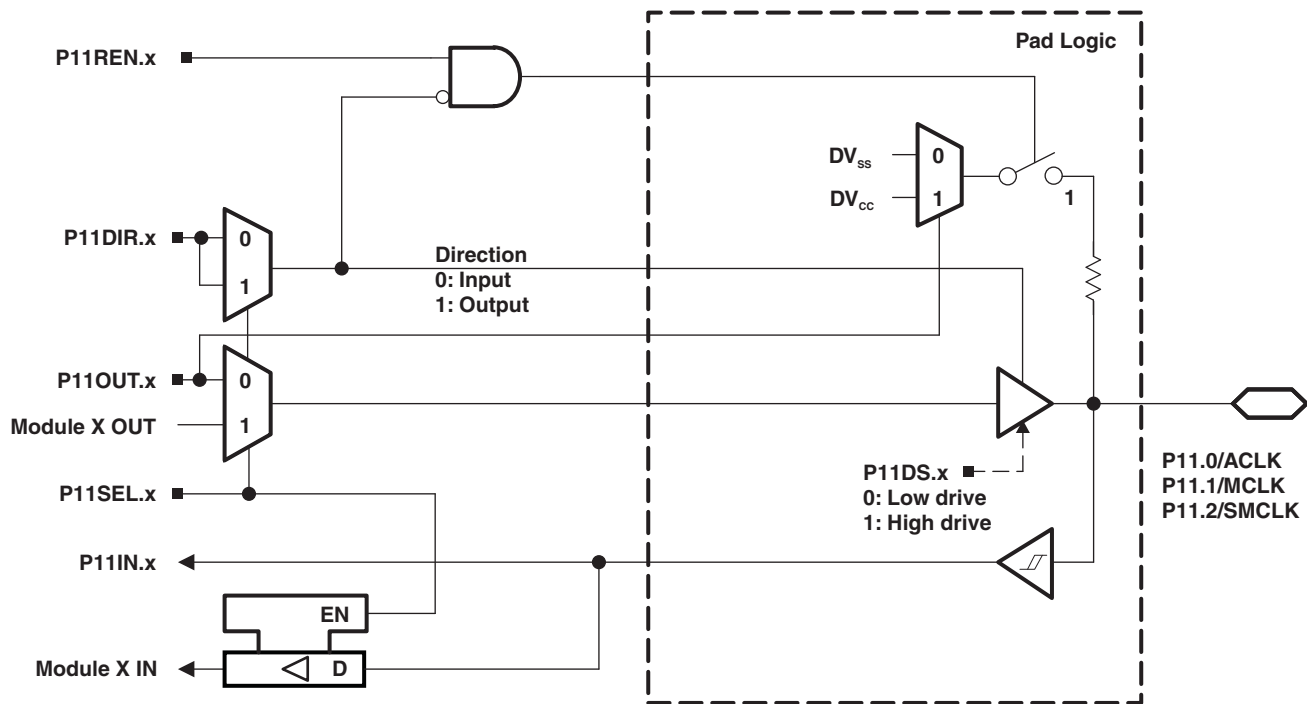 Pad Logic
P11REN.x
DVss
0
DVcc
1
1
P11DIR.x
0
1
Direction
0: Input
1: Output
P11OUT.x
0
Module X OUT
1
P11DS.x
0: Low drive
1: High drive
P11.0/ACLK
P11.1/MCLK
P11.2/SMCLK
P11SEL.x
P11IN.x
EN
Module X IN
D